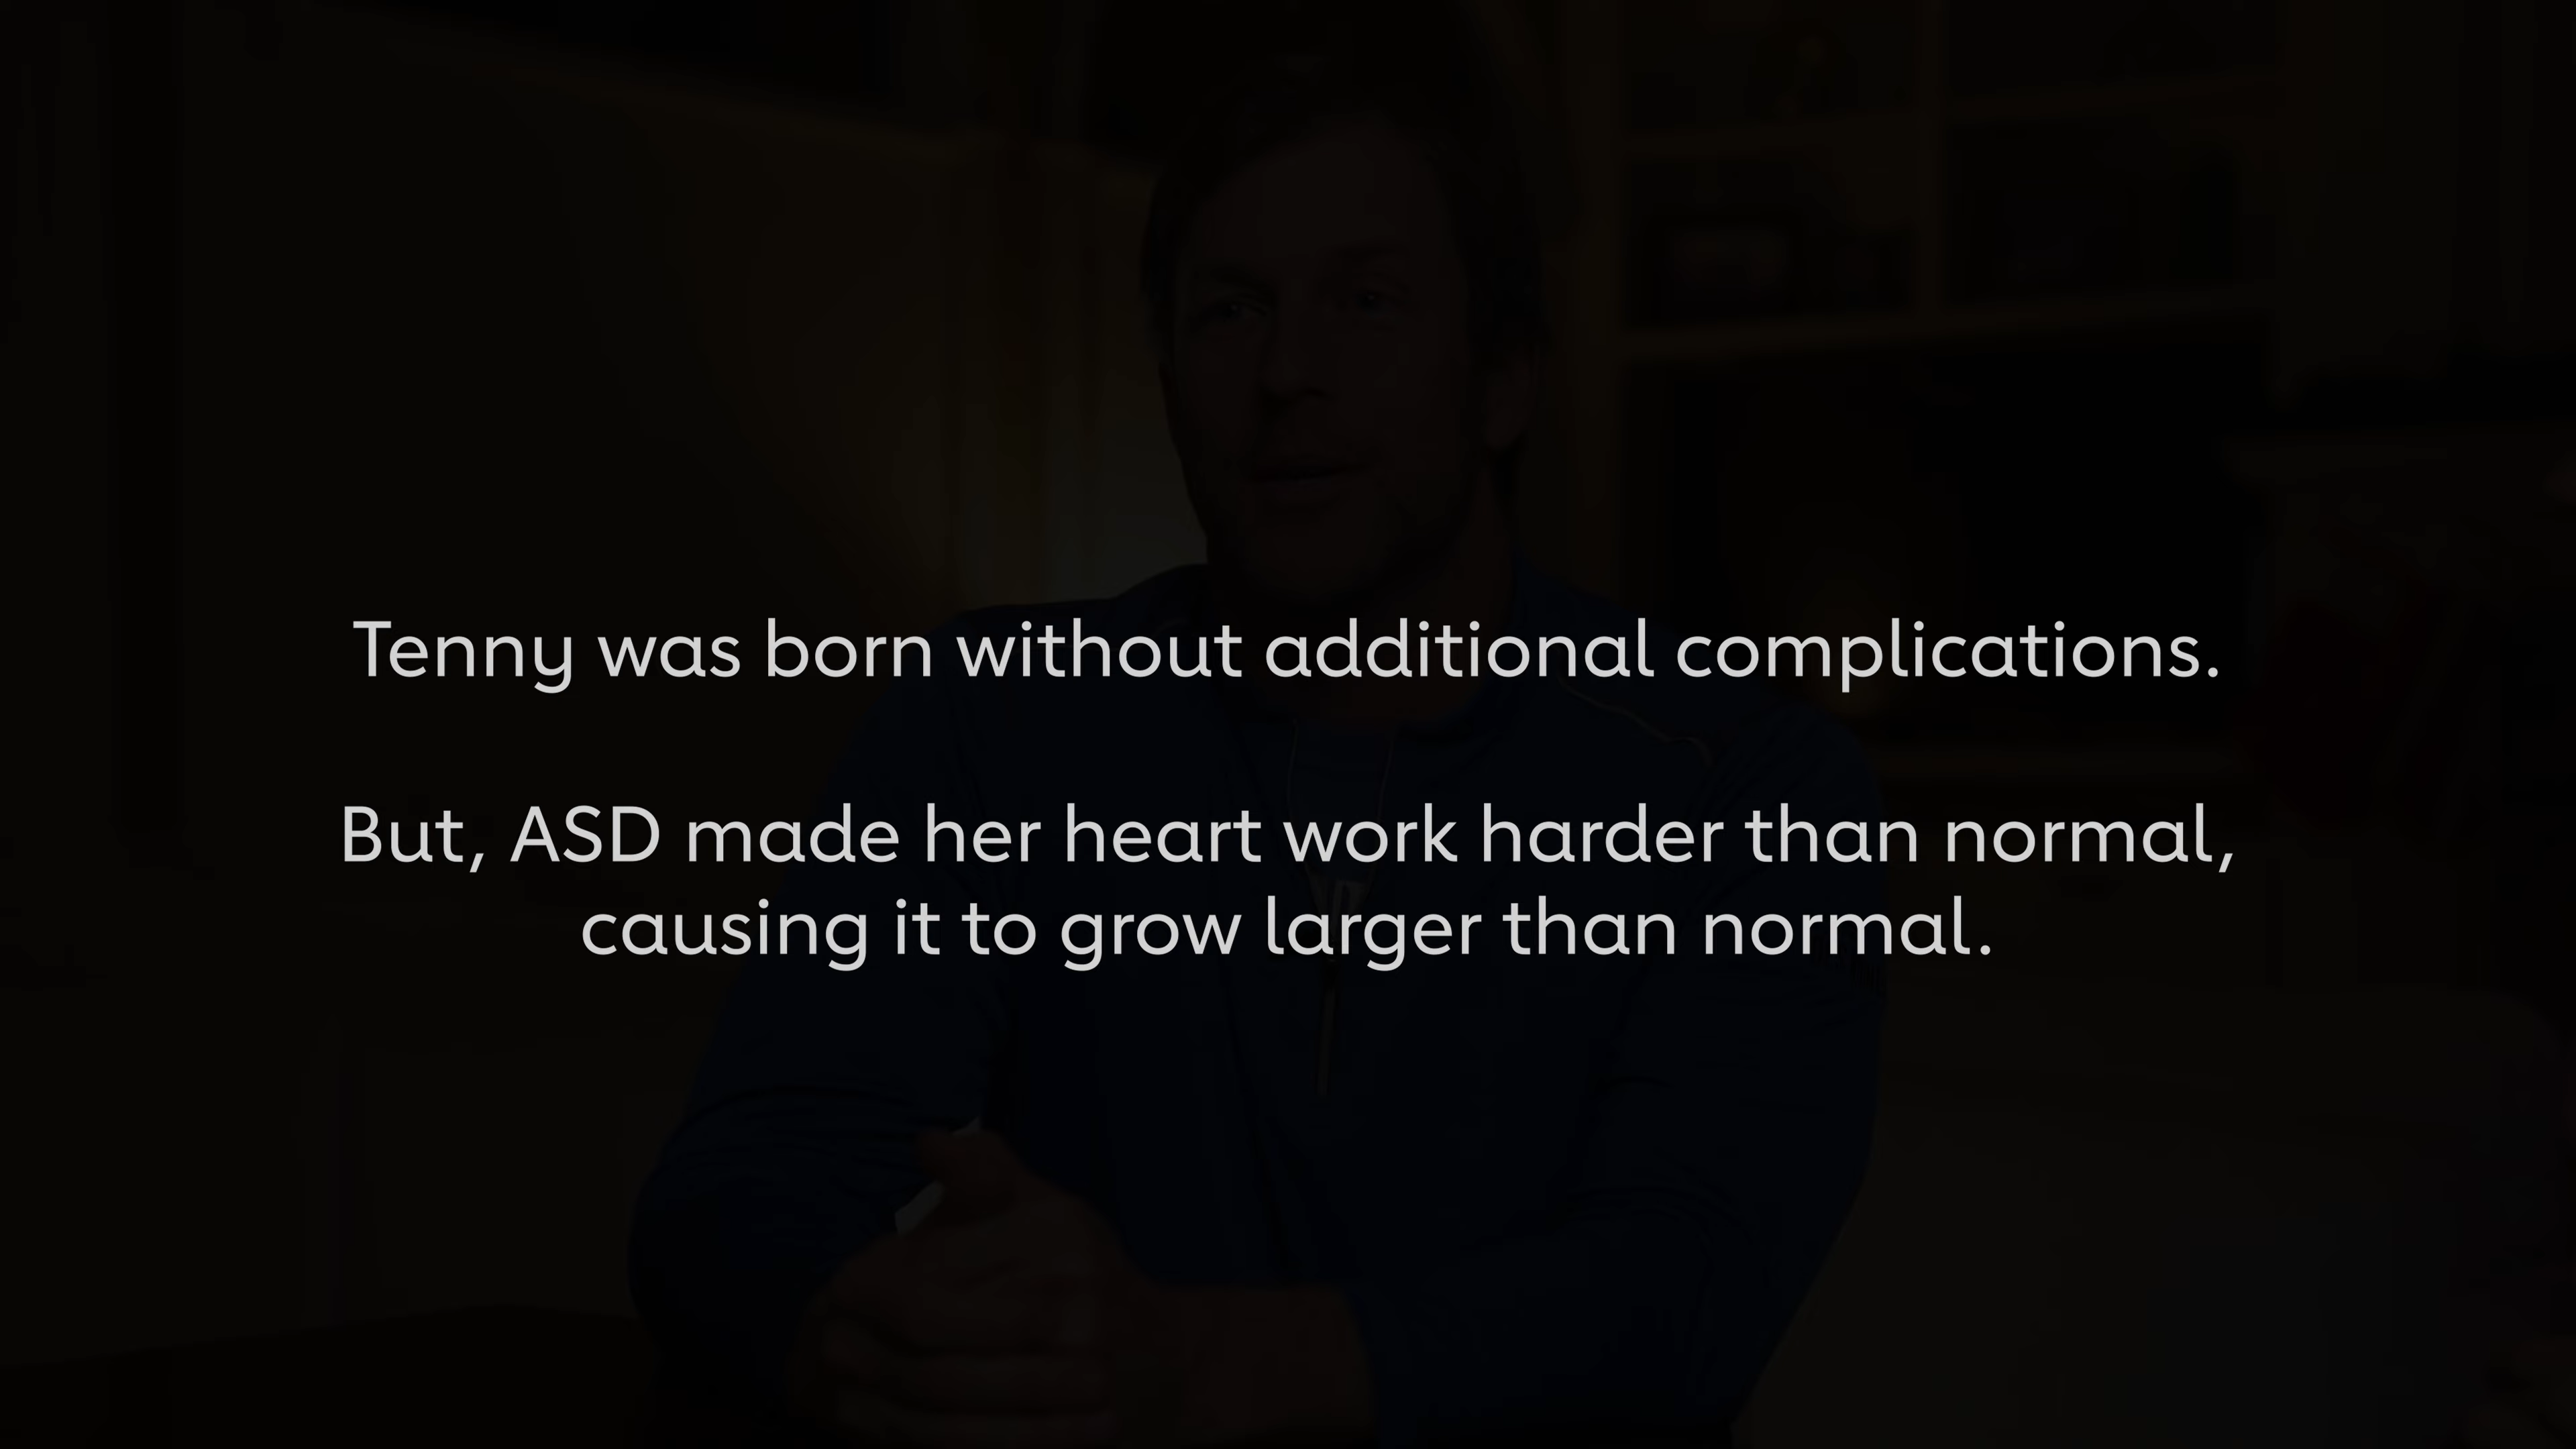 Tenny was born without additional complications.
But, ASD made her heart work harder than normal,
causing it to grow larger than normal.